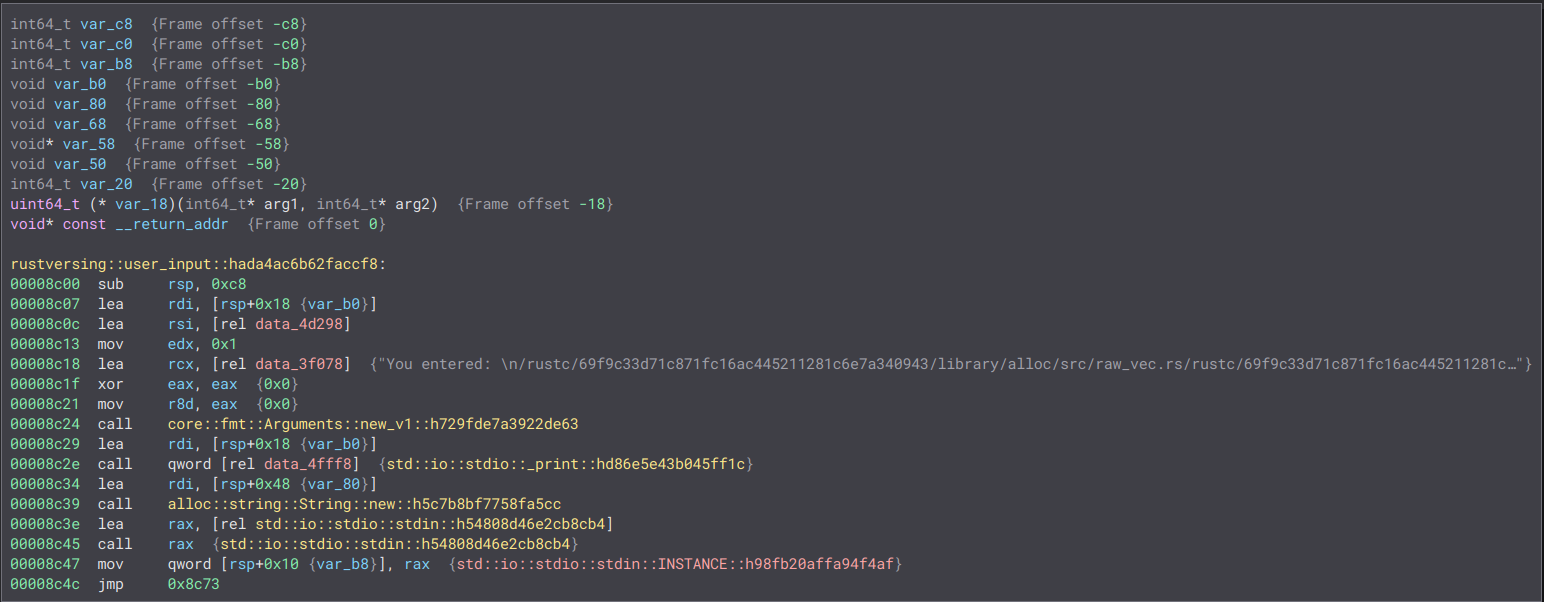 int64_t var_c8  {Frame offset -c8}
int64_t var_c0  {Frame offset -c0}
int64_t var_b8  {Frame offset -b8}
void var_b0  {Frame offset -b0}
void var_80  {Frame offset -80}
void var_68  {Frame offset -68}
void* var_58  {Frame offset -58}
void var_50  {Frame offset -50}
int64_t var_20  {Frame offset -20}
uint64_t (* var_18)(int64_t* arg1, int64_t* arg2)  {Frame offset -18}
void* const __return_addr  {Frame offset 0}
rustversing::user_input::hada4ac6b62faccf8:
00008c00  sub     rsp, 0xc8
00008c07  lea     rdi, [rsp+0x18 {var_b0}]
00008c0c  lea     rsi, [rel data_4d298]
00008c13  mov     edx, 0x1
00008c18  lea     rcx, [rel data_3f078]  {"You entered: \n/rustc/69f9c33d71c871fc16ac445211281c6e7a340943/library/alloc/src/raw_vec.rs/rustc/69f9c33d71c871fc16ac445211281c…"}
00008c1f  xor     eax, eax  {0x0}
00008c21  mov     r8d, eax  {0x0}
00008c24  call    core::fmt::Arguments::new_v1::h729fde7a3922de63
00008c29  lea     rdi, [rsp+0x18 {var_b0}]
00008c2e  call    qword [rel data_4fff8]  {std::io::stdio::_print::hd86e5e43b045ff1c}
00008c34  lea     rdi, [rsp+0x48 {var_80}]
00008c39  call    alloc::string::String::new::h5c7b8bf7758fa5cc
00008c3e  lea     rax, [rel std::io::stdio::stdin::h54808d46e2cb8cb4]
00008c45  call    rax  {std::io::stdio::stdin::h54808d46e2cb8cb4}
00008c47  mov     qword [rsp+0x10 {var_b8}], rax  {std::io::stdio::stdin::INSTANCE::h98fb20affa94f4af}
00008c4c  jmp     0x8c73